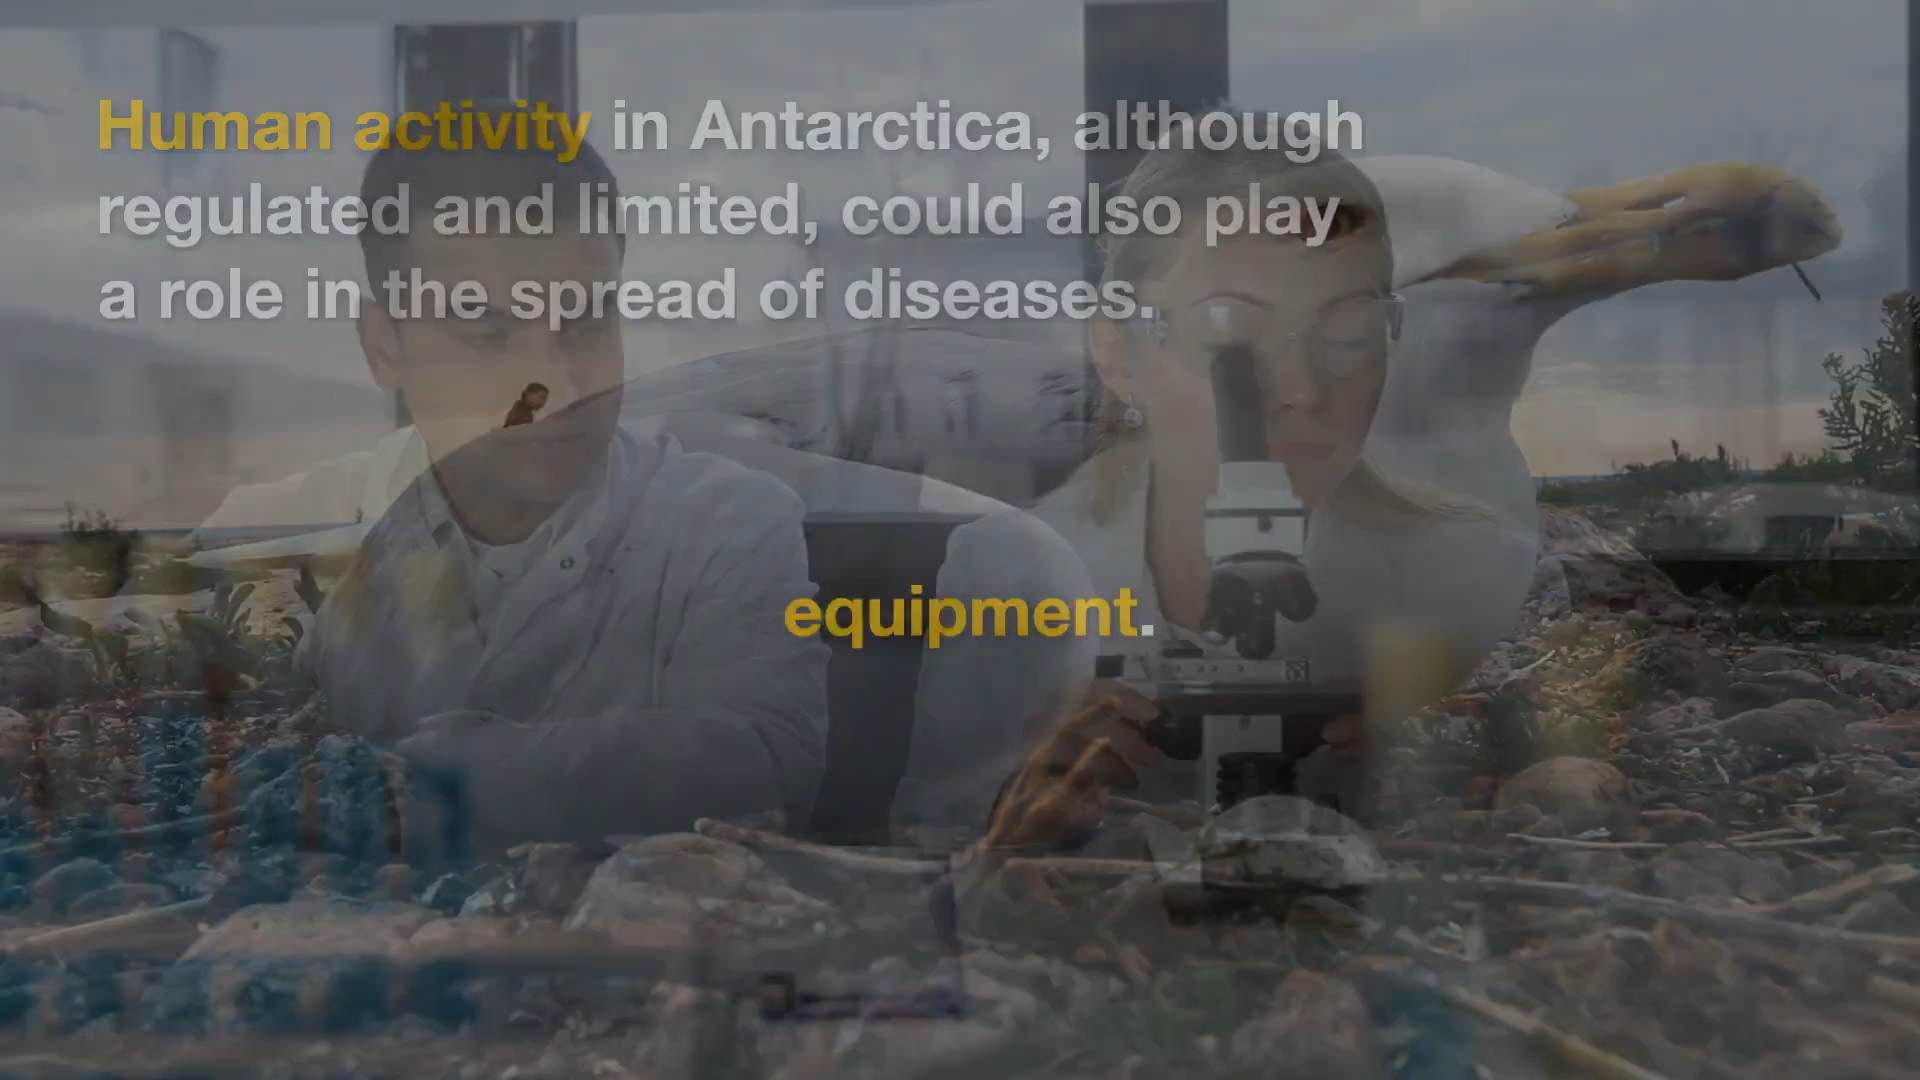 Human activity in Antarctica, although
regulated and limited, could also play
a role in the spread of diseases.
equipment.